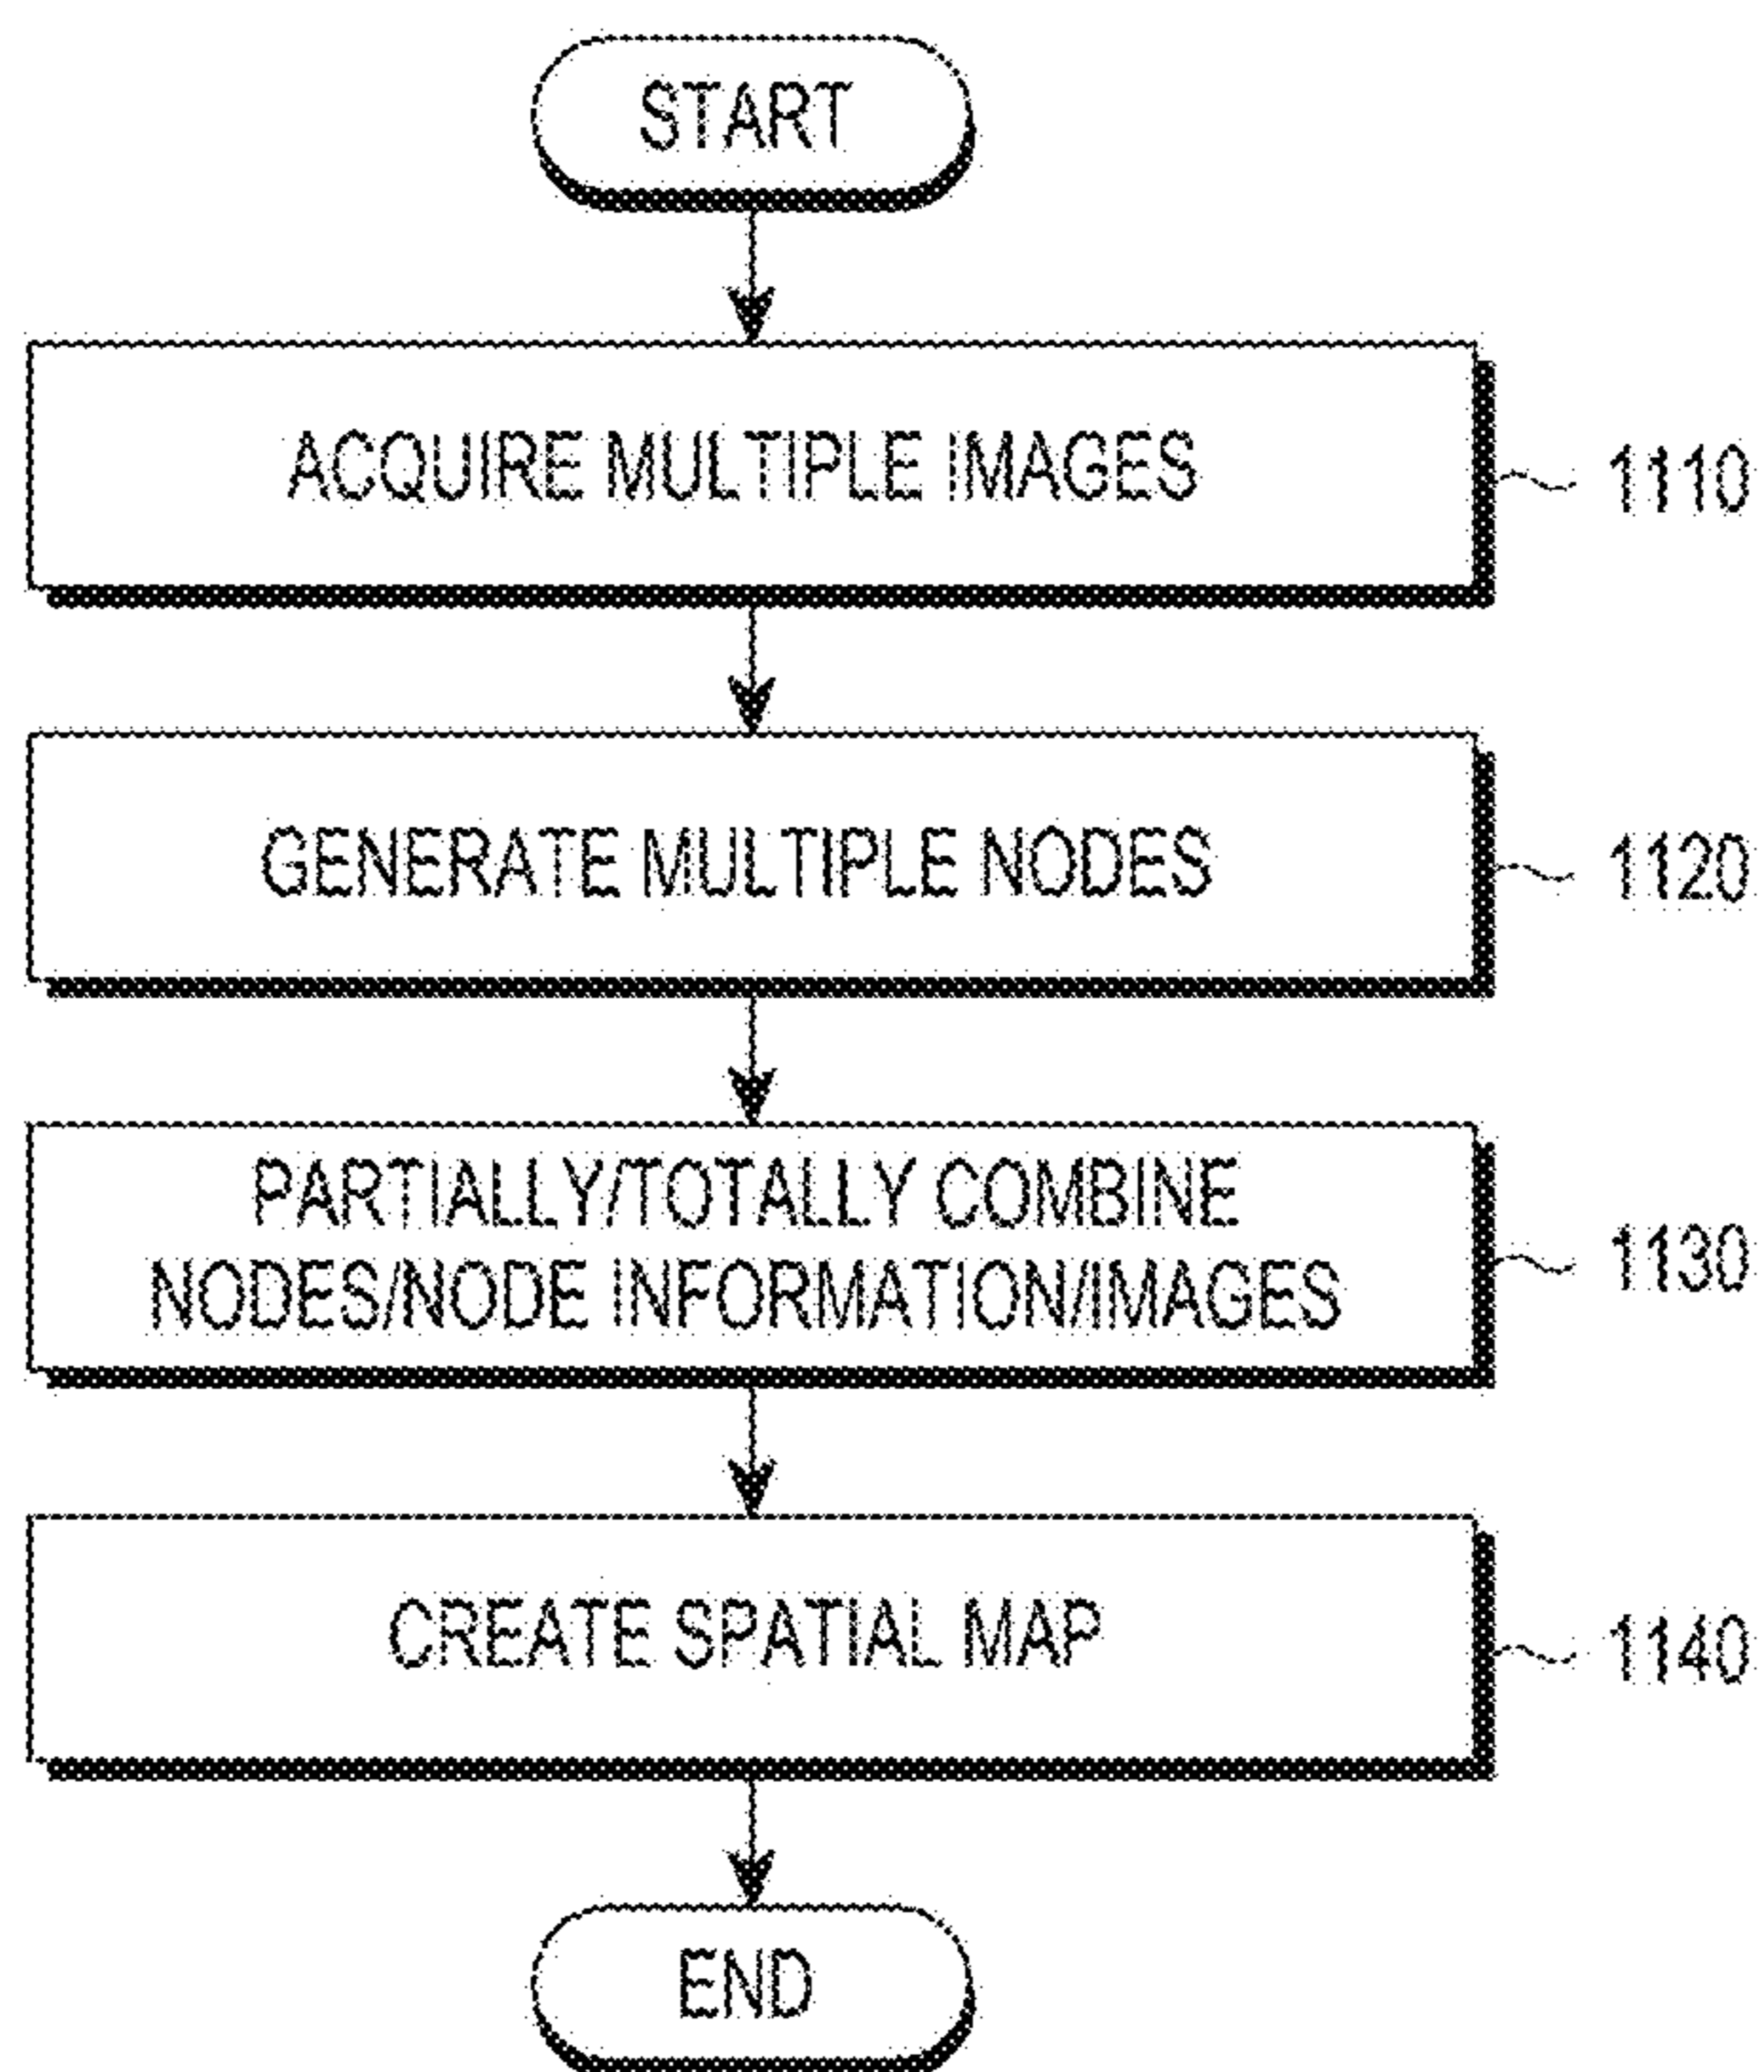 START
ACQUIRE MULTIPLE IMAGES
1110
GENERATE MULTIPLE NODES
1120
PARTIALLY/TOTALLY COMBINE
NODES/NODE INFORMATION/IMAGES
1130
CREATE SPATIAL MAP
1140
END